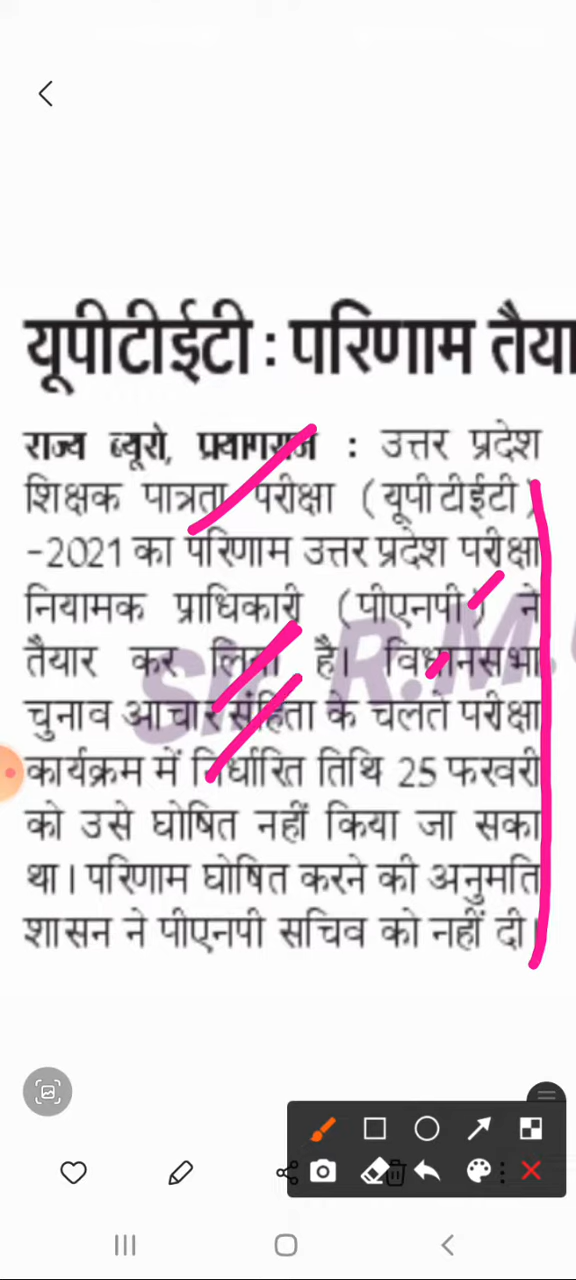 यूपीटीईटी : परिणाम तैया
राज्य ब्यूरो, प्रयागराज : उत्तर प्रदेश
शिक्षक पात्रता परीक्षा (यूपीटीईटी)
-2021 का परिणाम उत्तर प्रदेश परीक्षा
नियामक प्राधिकारी (पीएनपी) ने
तैयार कर लिया है। विधानसभा
चुनाव आचार संहिता के चलते परीक्षा
कार्यक्रम में निर्धारित तिथि 25 फरवरी
को उसे घोषित नहीं किया जा सका
था। परिणाम घोषित करने की अनुमति
शासन ने पीएनपी सचिव को नहीं दी।